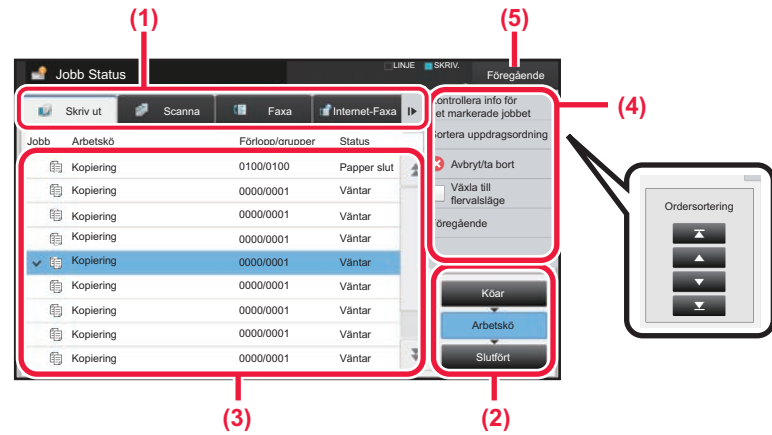 (1)
(5)
LINJE SKRIV.
Jobb Status
Föregående
Skriv ut Scanna Faxa Internet-Faxa
Kontrollera info för
et markerade jobbet
(4)
Jobb Arbetskö Förlopp/grupper Status
Sortera uppdragsordning
Kopiering 0100/0100 Papper slut
Avbryt/ta bort
Kopiering 0000/0001 Väntar
Växla till
flervalsläge
Kopiering 0000/0001 Väntar
öregående
Kopiering 0000/0001 Väntar
Kopiering 0000/0001 Väntar
Kopiering 0000/0001 Väntar
Kopiering 0000/0001 Väntar
Kopiering 0000/0001 Väntar
Kopiering 0000/0001 Väntar
Köar
Arbetskö
Slutfört
Ordersortering
(3)
(2)